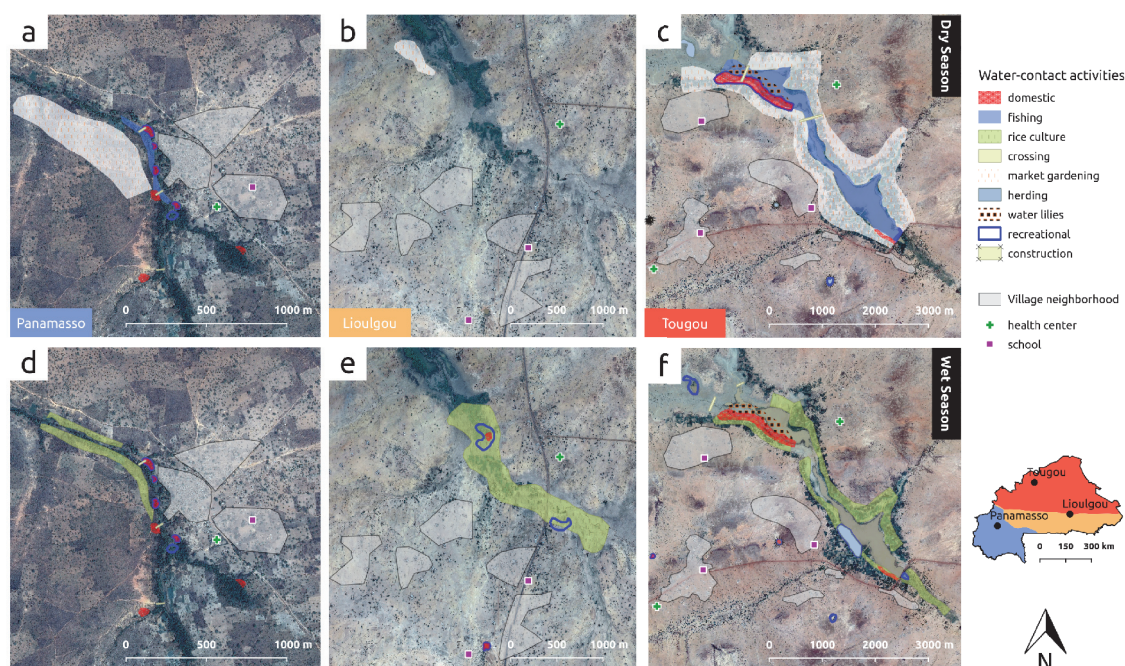 a
b
c
Dry Season
Panamasso
0 500 1000 m
Lioulgou
0 500 1000 m
Tougou
0 1000 2000 3000 m
d
e
f
Wet Season
0 500 1000 m
0 500 1000 m
0 1000 2000 3000 m
Water-contact activities
domestic
fishing
rice culture
crossing
market gardening
herding
water lilies
recreational
construction
Village neighborhood
health center
school
Tougou
Lioulgou
Panamasso
0 150 300 km
N